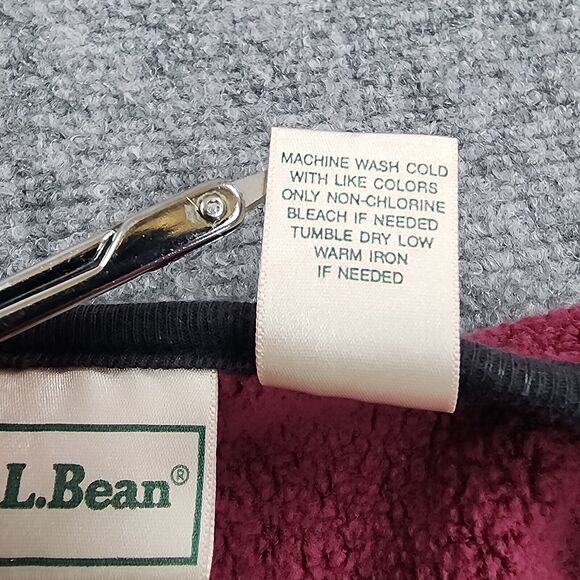 MACHINE WASH COLD
WITH LIKE COLORS
ONLY NON-CHLORINE
BLEACH IF NEEDED
TUMBLE DRY LOW
WARM IRON
IF NEEDED
L.Bean®